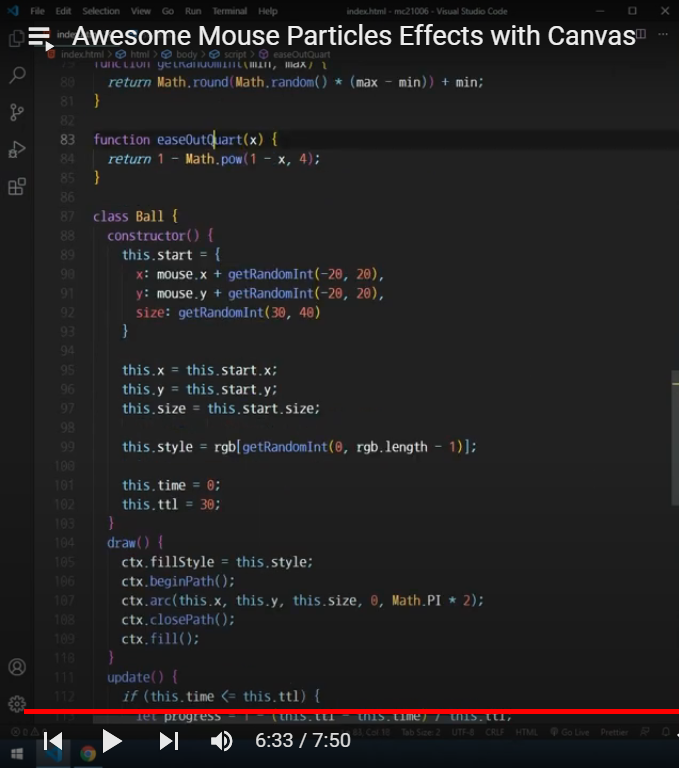 File Edit Selection View Go Run Terminal Help index.html - mc21006 - Visual Studio Code
Awesome Mouse Particles Effects with Canvas
index.html > html > body > script > easeOutQuart
79 function getRandomInt(min, max) {
80 return Math.round(Math.random() * (max - min)) + min;
81 }
82
83 function easeOutQuart(x) {
84 return 1 - Math.pow(1 - x, 4);
85 }
86
87 class Ball {
88 constructor() {
89 this.start = {
90 x: mouse.x + getRandomInt(-20, 20),
91 y: mouse.y + getRandomInt(-20, 20),
92 size: getRandomInt(30, 40)
93 }
94
95 this.x = this.start.x;
96 this.y = this.start.y;
97 this.size = this.start.size;
98
99 this.style = rgb[getRandomInt(0, rgb.length - 1)];
100
101 this.time = 0;
102 this.ttl = 30;
103 }
104 draw() {
105 ctx.fillStyle = this.style;
106 ctx.beginPath();
107 ctx.arc(this.x, this.y, this.size, 0, Math.PI * 2);
108 ctx.closePath();
109 ctx.fill();
110 }
111 update() {
112 if (this.time <= this.ttl) {
113 let progress = 1 - (this.ttl - this.time) / this.ttl;
Col 18 Tab Size: 2 UTF-8 CRLF HTML Go Live Prettier
6:33 / 7:50